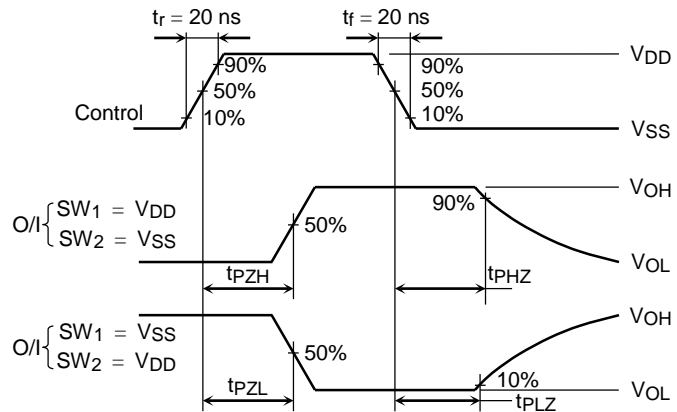 tr = 20 ns tf = 20 ns
VDD
90% 90%
50% 50%
Control 10% 10%
VSS
VOH
90%
O/I { SW1 = VDD
SW2 = VSS
50%
VOL
tPZH tPHZ
VOH
O/I { SW1 = VSS
SW2 = VDD
50%
10%
VOL
tPZL tPLZ